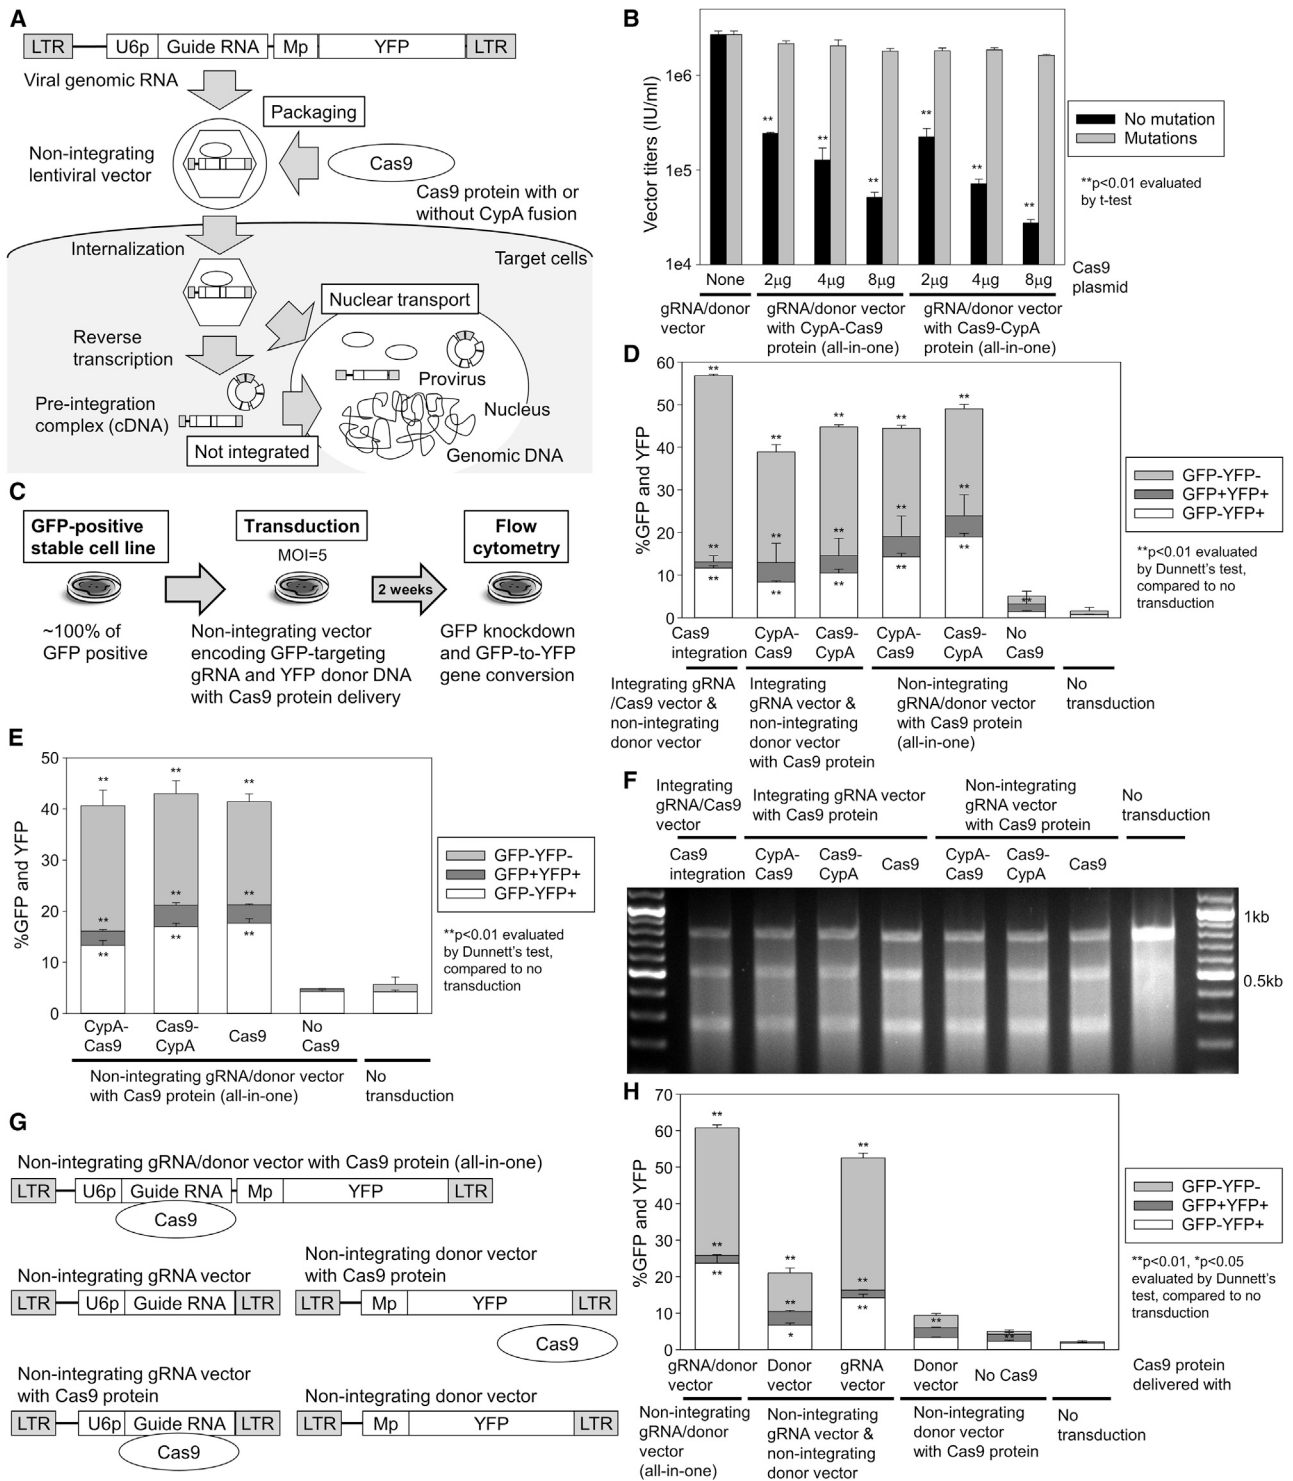 A
LTR
U6p
Guide RNA
Mp
YFP
LTR
Viral genomic RNA
Packaging
Non-integrating
lentiviral vector
Cas9
Cas9 protein with or
without CypA fusion
Internalization
Target cells
Nuclear transport
Reverse
transcription
Provirus
Pre-integration
complex (cDNA)
Nucleus
Not integrated
Genomic DNA
B
Vector titers (IU/ml)
1e6
1e5
1e4
** ** ** ** ** **
No mutation
Mutations
**p<0.01 evaluated
by t-test
None 2μg 4μg 8μg 2μg 4μg 8μg
Cas9
plasmid
gRNA/donor
vector
gRNA/donor vector
with CypA-Cas9
protein (all-in-one)
gRNA/donor vector
with Cas9-CypA
protein (all-in-one)
C
GFP-positive
stable cell line
Transduction
MOI=5
Flow
cytometry
2 weeks
~100% of
GFP positive
Non-integrating vector
encoding GFP-targeting
gRNA and YFP donor DNA
with Cas9 protein delivery
GFP knockdown
and GFP-to-YFP
gene conversion
D
%GFP and YFP
60
50
40
30
20
10
0
** ** ** ** **
** ** ** ** **
** ** ** ** ** **
GFP-YFP-
GFP+YFP+
GFP-YFP+
**p<0.01 evaluated
by Dunnett's test,
compared to no
transduction
Cas9
integration
CypA-
Cas9
Cas9-
CypA
CypA-
Cas9
Cas9-
CypA
No
Cas9
Integrating gRNA
/Cas9 vector &
non-integrating
donor vector
Integrating
gRNA vector &
non-integrating
donor vector
with Cas9 protein
Non-integrating
gRNA/donor vector
with Cas9 protein
(all-in-one)
No
transduction
E
%GFP and YFP
50
40
30
20
10
0
** ** **
** ** **
** ** **
GFP-YFP-
GFP+YFP+
GFP-YFP+
**p<0.01 evaluated
by Dunnett's test,
compared to no
transduction
CypA-
Cas9
Cas9-
CypA
Cas9
No
Cas9
Non-integrating gRNA/donor vector
with Cas9 protein (all-in-one)
No
transduction
F
Integrating
gRNA/Cas9
vector
Integrating gRNA vector
with Cas9 protein
Non-integrating
gRNA vector
with Cas9 protein
No
transduction
Cas9
integration
CypA-
Cas9
Cas9-
CypA
Cas9
CypA-
Cas9
Cas9-
CypA
Cas9
1kb
0.5kb
G
Non-integrating gRNA/donor vector with Cas9 protein (all-in-one)
LTR U6p Guide RNA Mp YFP LTR
Cas9
Non-integrating gRNA vector
LTR U6p Guide RNA LTR
Non-integrating donor vector
with Cas9 protein
LTR Mp YFP LTR
Cas9
Non-integrating gRNA vector
with Cas9 protein
LTR U6p Guide RNA LTR
Cas9
Non-integrating donor vector
LTR Mp YFP LTR
H
%GFP and YFP
70
60
50
40
30
20
10
0
** ** **
** ** ** ** **
** * **
GFP-YFP-
GFP+YFP+
GFP-YFP+
**p<0.01, *p<0.05
evaluated by Dunnett's
test, compared to no
transduction
gRNA/donor
vector
Donor
vector
gRNA
vector
Donor
vector
No Cas9
Cas9 protein
delivered with
Non-integrating
gRNA/donor
vector
(all-in-one)
Non-integrating
gRNA vector &
non-integrating
donor vector
Non-integrating
donor vector
with Cas9 protein
No
transduction